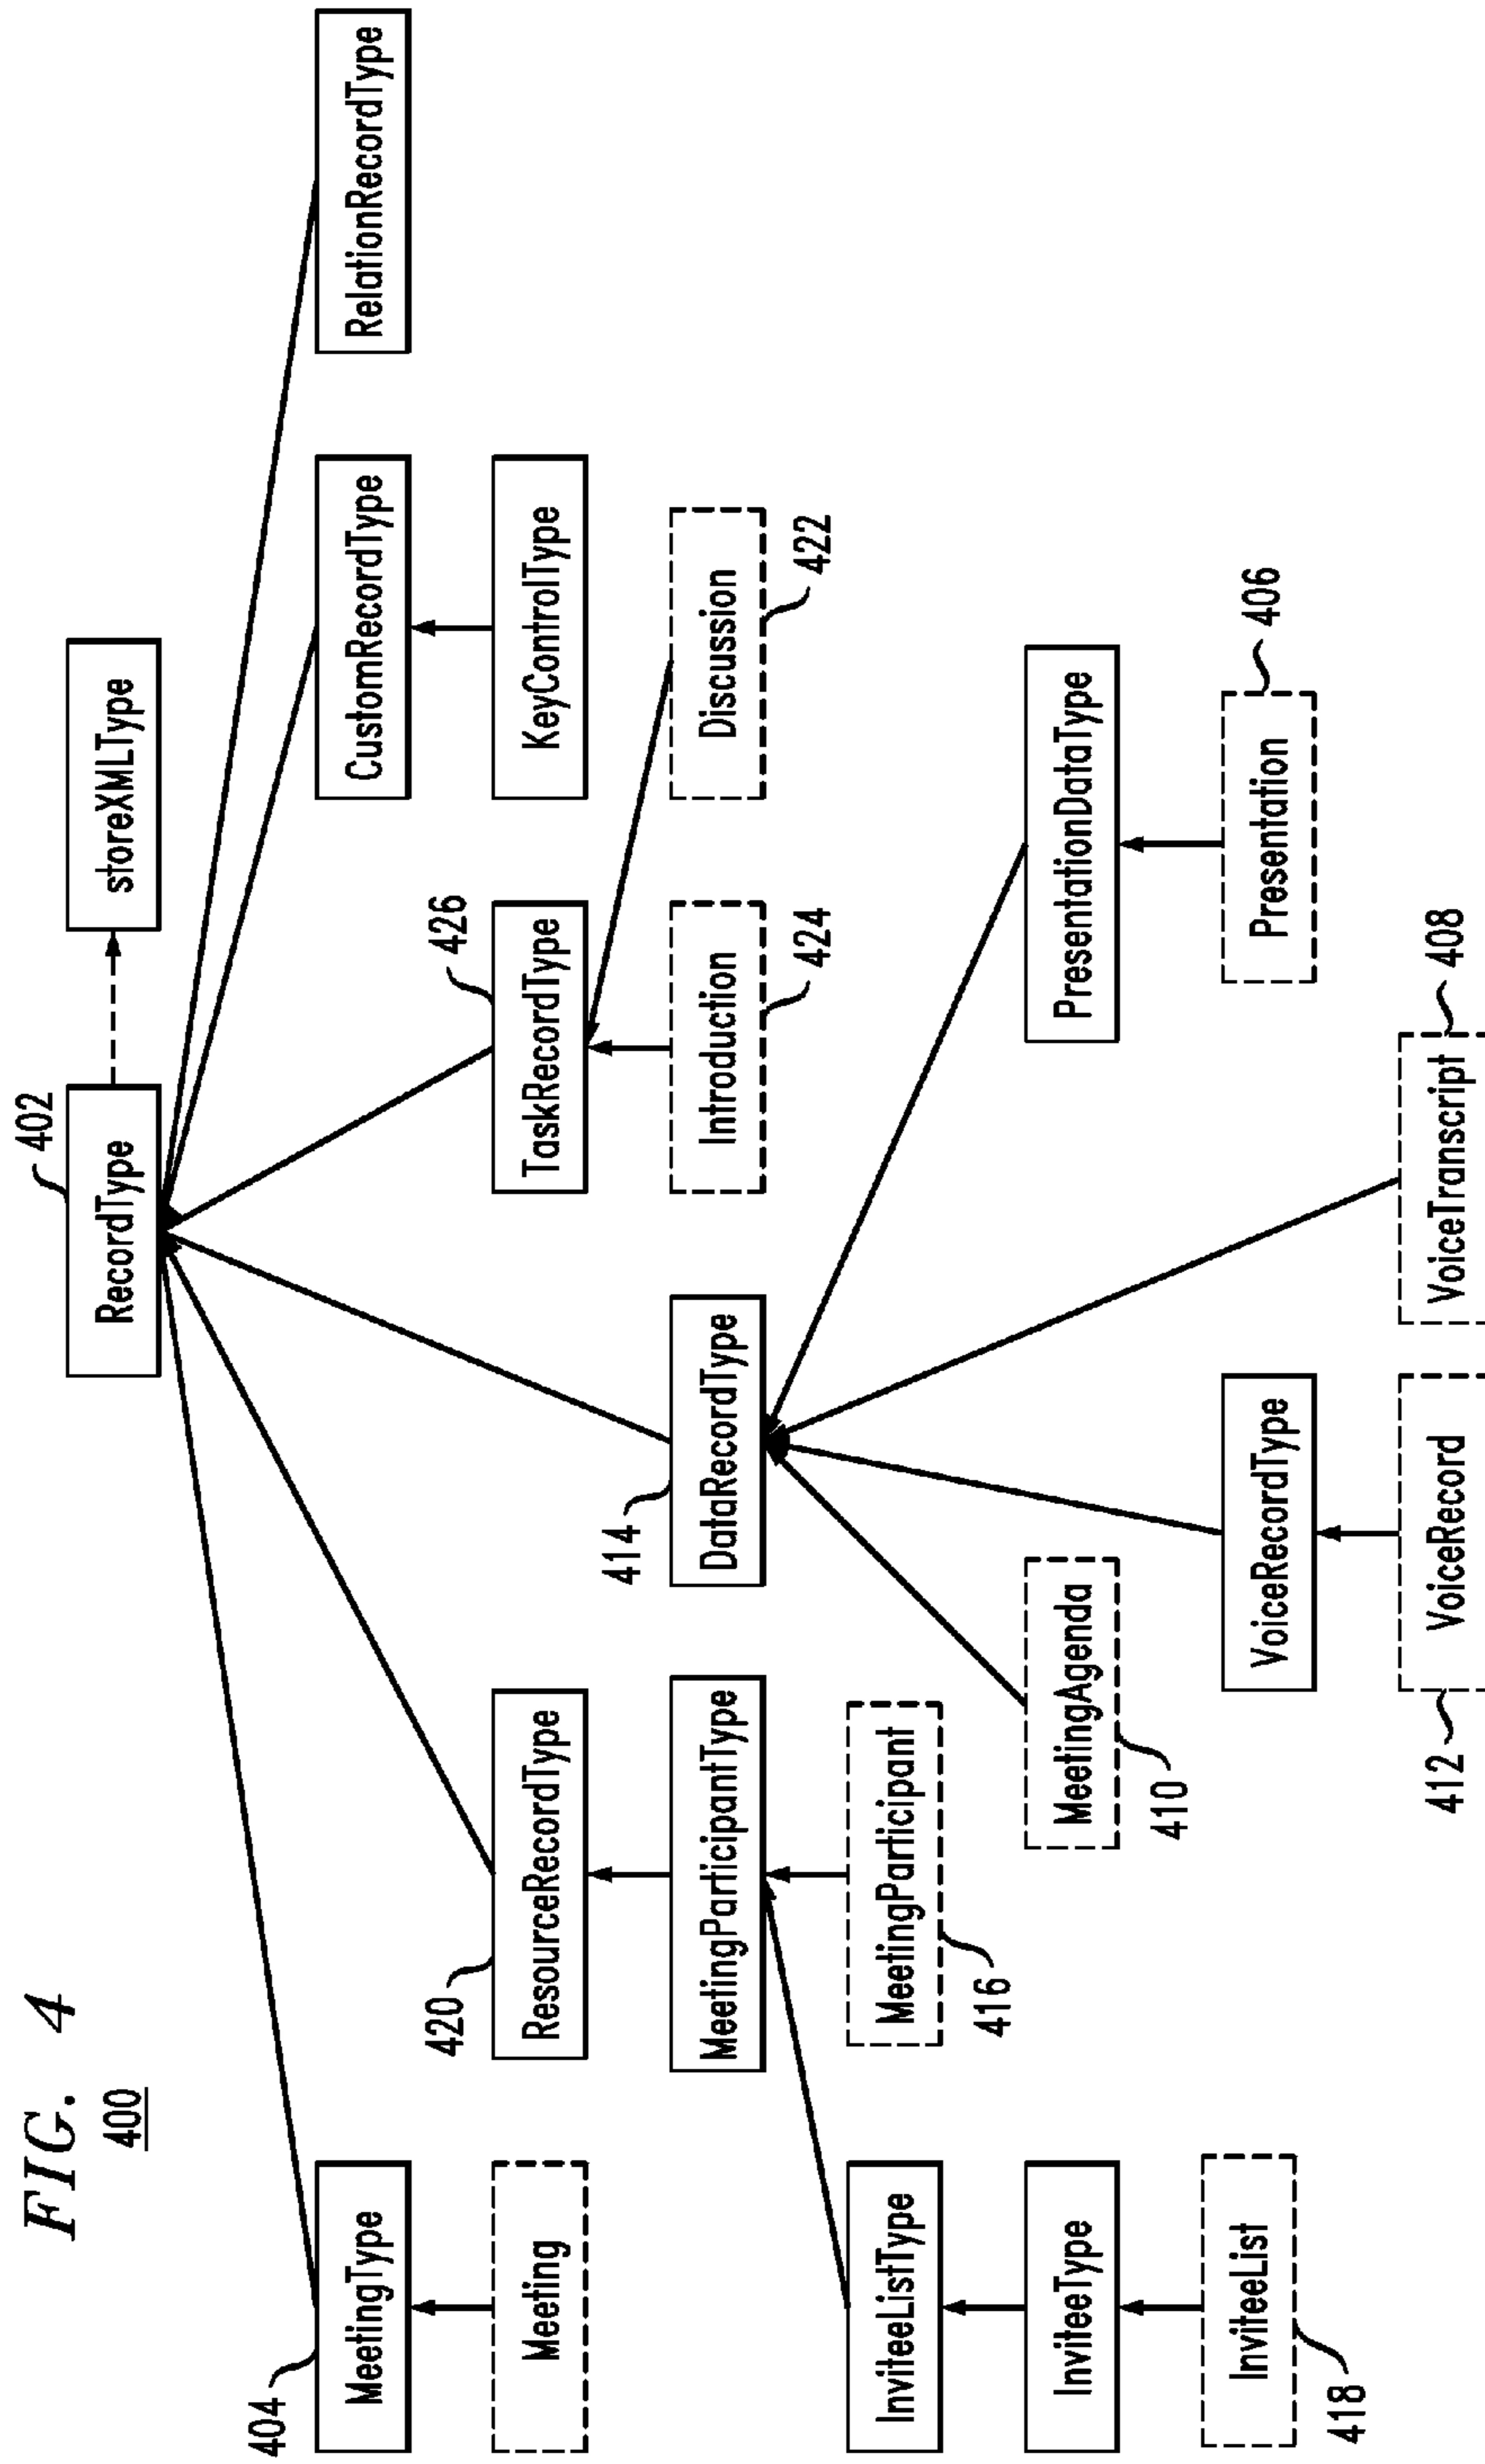 FIG. 4
400
402
RecordType
storeXMLType
404
MeetingType
CustomRecordType
RelationRecordType
Meeting
420
ResourceRecordType
426
TaskRecordType
KeyControlType
MeetingParticipantType
414
DataRecordType
Introduction
424
Discussion
422
InviteeListType
MeetingParticipant
416
InviteeType
MeetingAgenda
410
PresentationDataType
InviteeList
418
VoiceRecordType
Presentation
406
412
VoiceRecord
VoiceTranscript
408